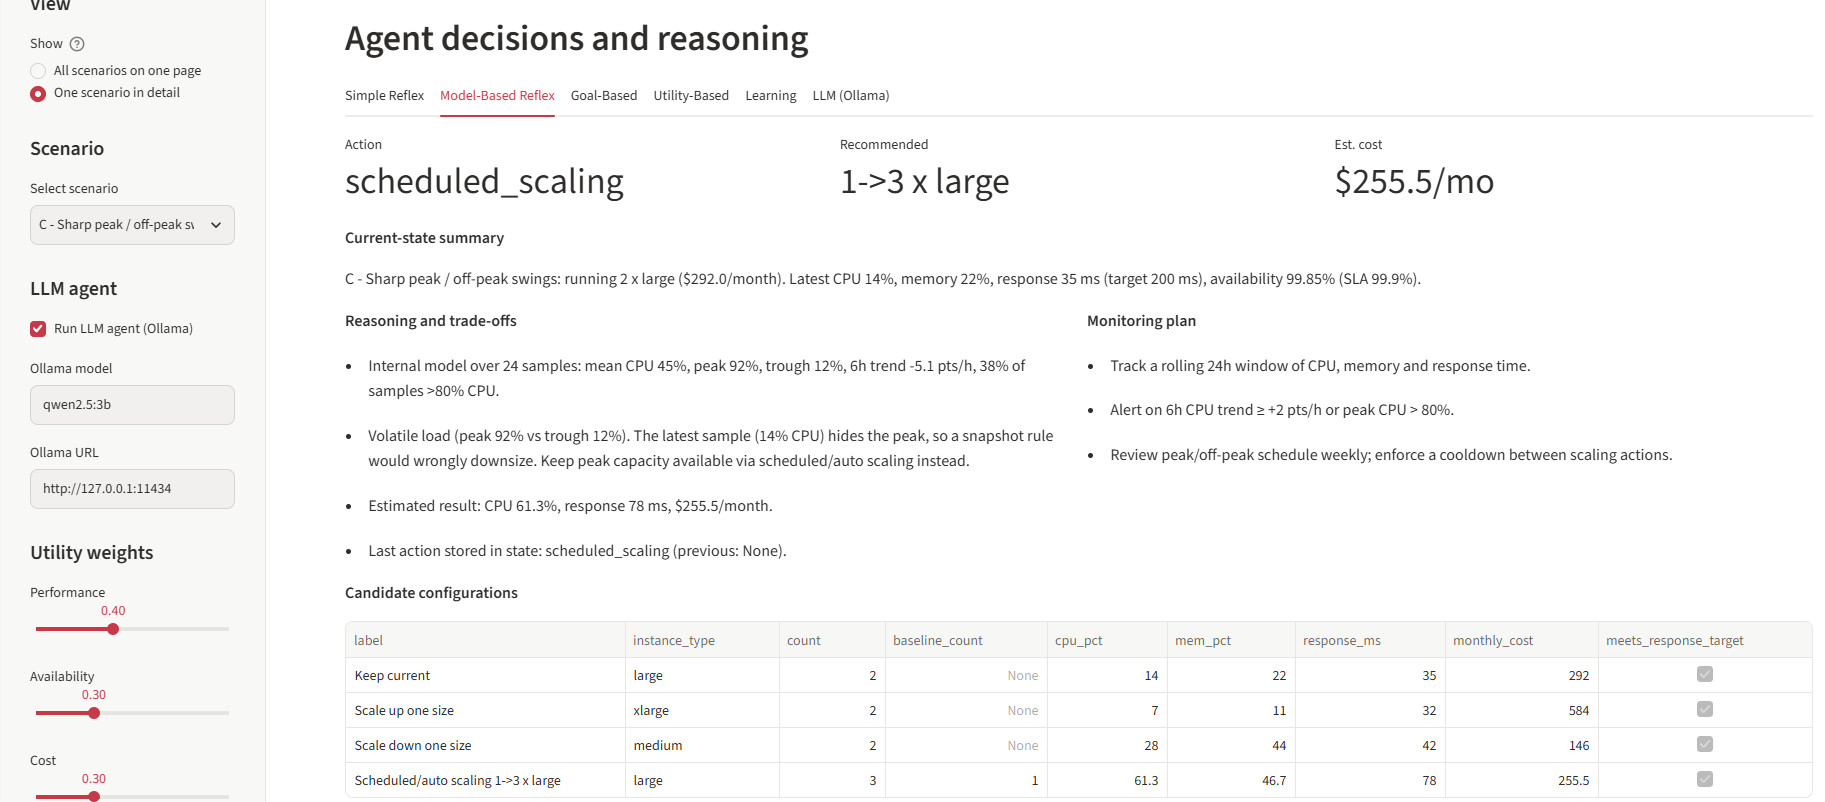 View
Show
All scenarios on one page
One scenario in detail
Scenario
Select scenario
C - Sharp peak / off-peak sv
LLM agent
Run LLM agent (Ollama)
Ollama model
qwen2.5:3b
Ollama URL
http://127.0.0.1:11434
Utility weights
Performance
0.40
Availability
0.30
Cost
0.30
Agent decisions and reasoning
Simple Reflex Model-Based Reflex Goal-Based Utility-Based Learning LLM (Ollama)
Action Recommended Est. cost
scheduled_scaling 1->3 x large $255.5/mo
Current-state summary
C - Sharp peak / off-peak swings: running 2 x large ($292.0/month). Latest CPU 14%, memory 22%, response 35 ms (target 200 ms), availability 99.85% (SLA 99.9%).
Reasoning and trade-offs
• Internal model over 24 samples: mean CPU 45%, peak 92%, trough 12%, 6h trend -5.1 pts/h, 38% of
samples >80% CPU.
• Volatile load (peak 92% vs trough 12%). The latest sample (14% CPU) hides the peak, so a snapshot rule
would wrongly downsize. Keep peak capacity available via scheduled/auto scaling instead.
• Estimated result: CPU 61.3%, response 78 ms, $255.5/month.
• Last action stored in state: scheduled_scaling (previous: None).
Monitoring plan
• Track a rolling 24h window of CPU, memory and response time.
• Alert on 6h CPU trend ≥ +2 pts/h or peak CPU > 80%.
• Review peak/off-peak schedule weekly; enforce a cooldown between scaling actions.
Candidate configurations
label instance_type count baseline_count cpu_pct mem_pct response_ms monthly_cost meets_response_target
Keep current large 2 None 14 22 35 292
Scale up one size xlarge 2 None 7 11 32 584
Scale down one size medium 2 None 28 44 42 146
Scheduled/auto scaling 1->3 x large large 3 1 61.3 46.7 78 255.5